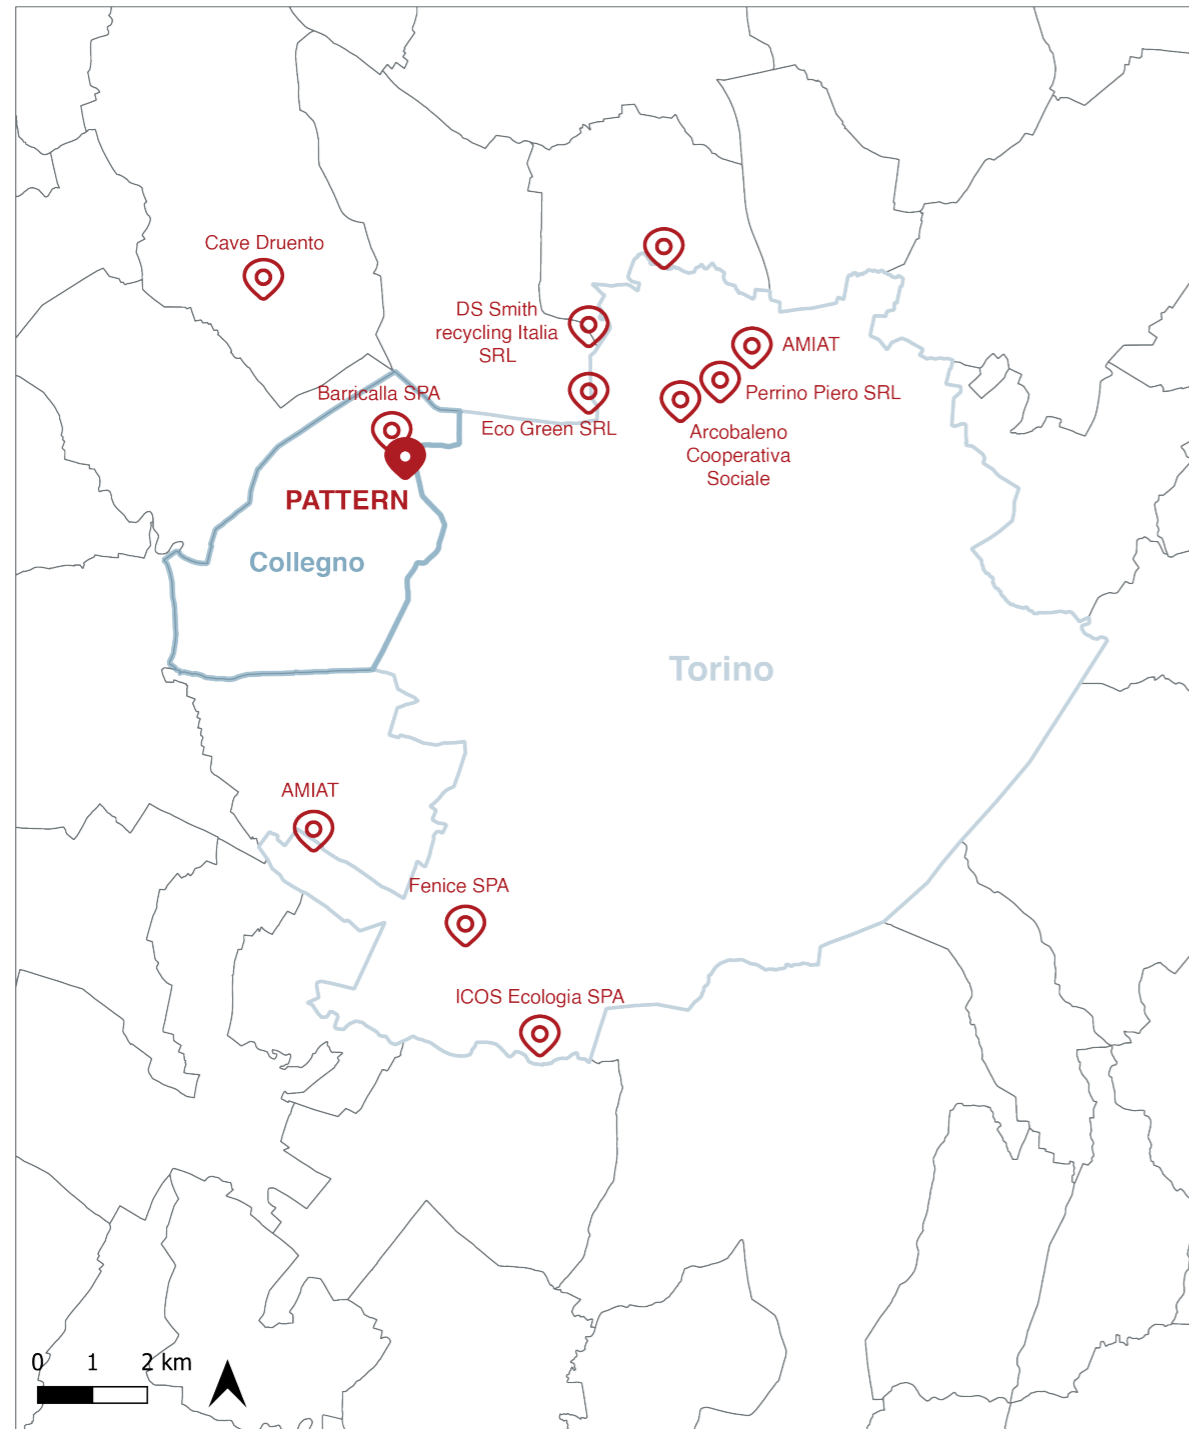 Cave Druento
DS Smith
recycling Italia
SRL
AMIAT
Barricalla SPA
Perrino Piero SRL
Eco Green SRL
Arcobaleno
Cooperativa
Sociale
PATTERN
Collegno
Torino
AMIAT
Fenice SPA
ICOS Ecologia SPA
0 1 2 km